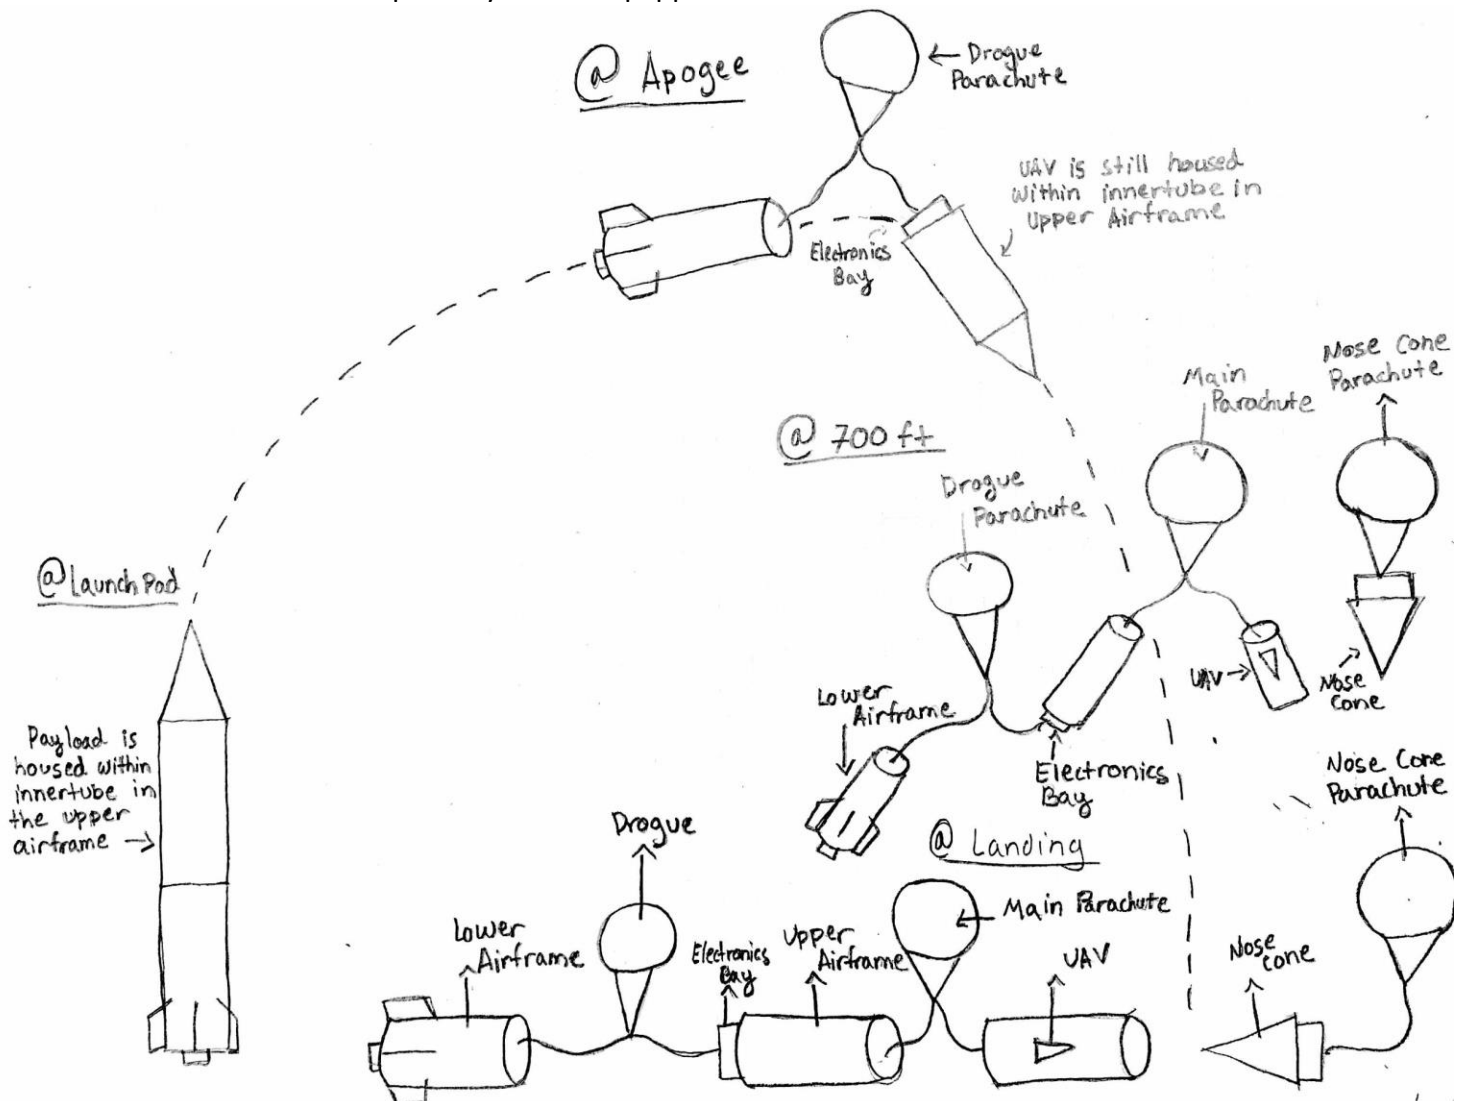 @ Apogee
Drogue
Parachute
UAV is still housed
within innertube in
Upper Airframe
Electronics
Bay
@ 700 ft
Main
Parachute
Nose Cone
Parachute
Drogue
Parachute
UAV
Nose
Cone
Lower
Airframe
Electronics
Bay
@Launch Pad
Payload is
housed within
innertube in
the upper
airframe
@ Landing
Nose Cone
Parachute
Drogue
Main Parachute
Lower
Airframe
Electronics
Bay
Upper
Airframe
UAV
Nose
cone